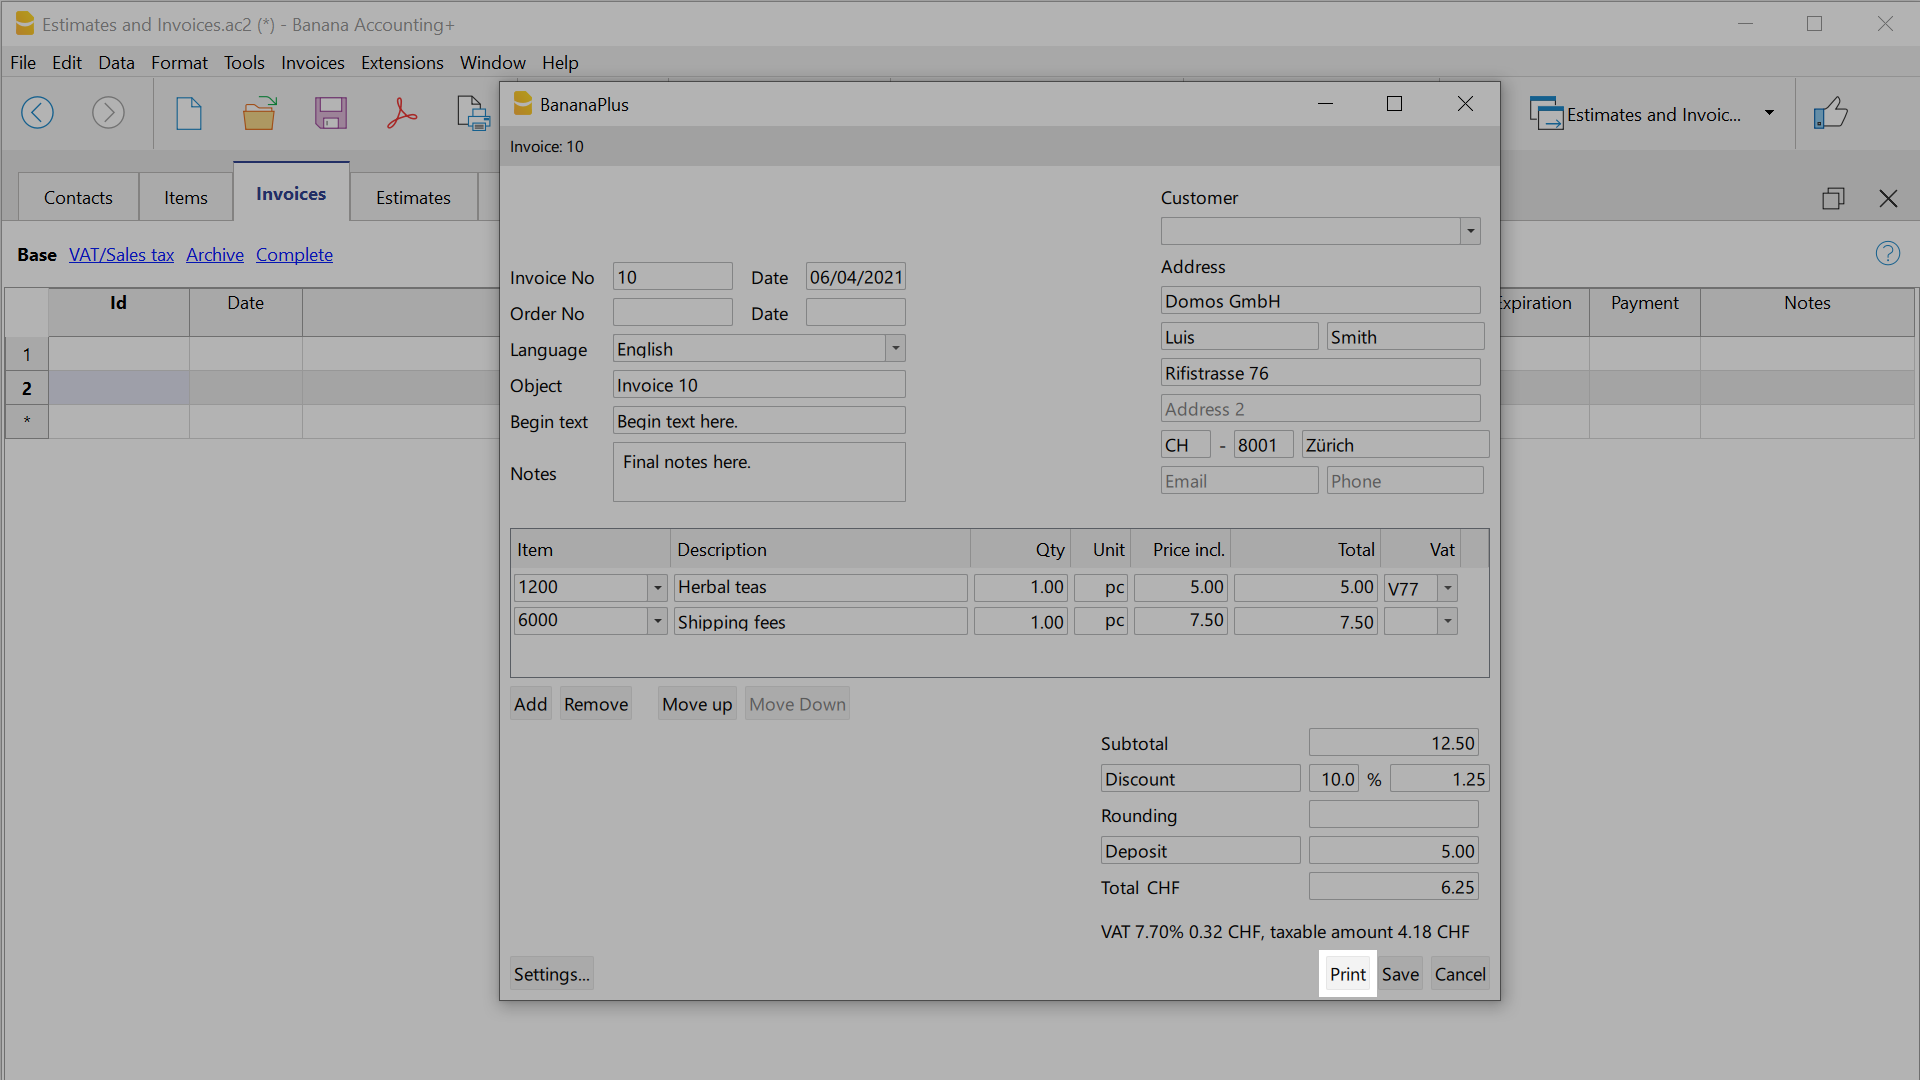 Estimates and Invoices.ac2 (*) - Banana Accounting+
File Edit Data Format Tools Invoices Extensions Window Help
Estimates and Invoic...
Contacts Items Invoices Estimates
Base VAT/Sales tax Archive Complete
Id Date Expiration Payment Notes
1
2
*
BananaPlus
Invoice: 10
Customer
Address
Invoice No 10 Date 06/04/2021
Domos GmbH
Order No Date
Luis Smith
Language English
Rifistrasse 76
Object Invoice 10
Address 2
Begin text Begin text here.
CH - 8001 Zürich
Notes Final notes here.
Email Phone
Item Description Qty Unit Price incl. Total Vat
1200 Herbal teas 1.00 pc 5.00 5.00 V77
6000 Shipping fees 1.00 pc 7.50 7.50
Add Remove Move up Move Down
Subtotal 12.50
Discount 10.0 % 1.25
Rounding
Deposit 5.00
Total CHF 6.25
VAT 7.70% 0.32 CHF, taxable amount 4.18 CHF
Settings... Print Save Cancel